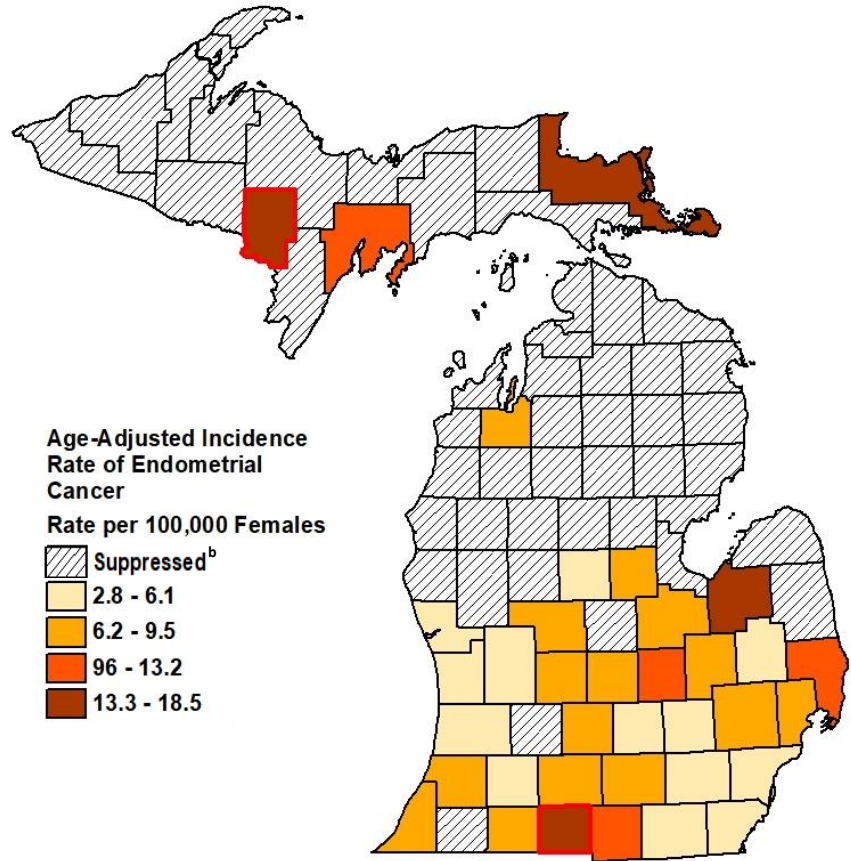 Age-Adjusted Incidence
Rate of Endometrial
Cancer
Rate per 100,000 Females
Suppressedᵇ
2.8 - 6.1
6.2 - 9.5
96 - 13.2
13.3 - 18.5